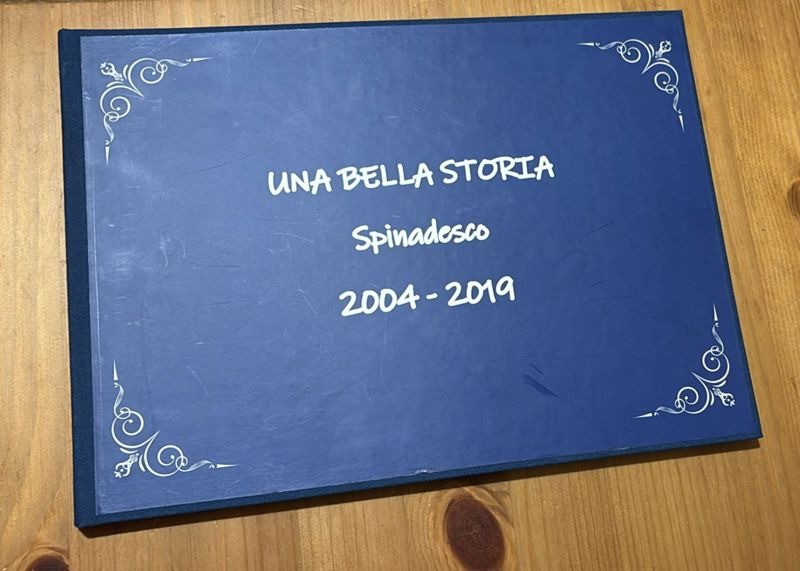 UNA BELLA STORIA
Spinadesco
2004 - 2019